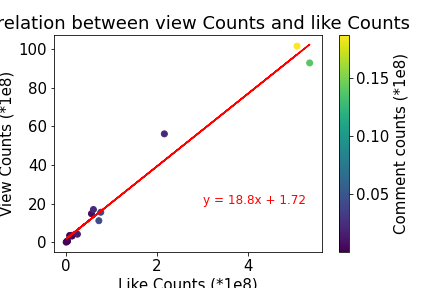 relation between view Counts and like Counts
100
80
60
40
20
0
View Counts (*1e8)
y = 18.8x + 1.72
0
2
4
Like Counts (*1e8)
0.15
0.10
0.05
Comment counts (*1e8)